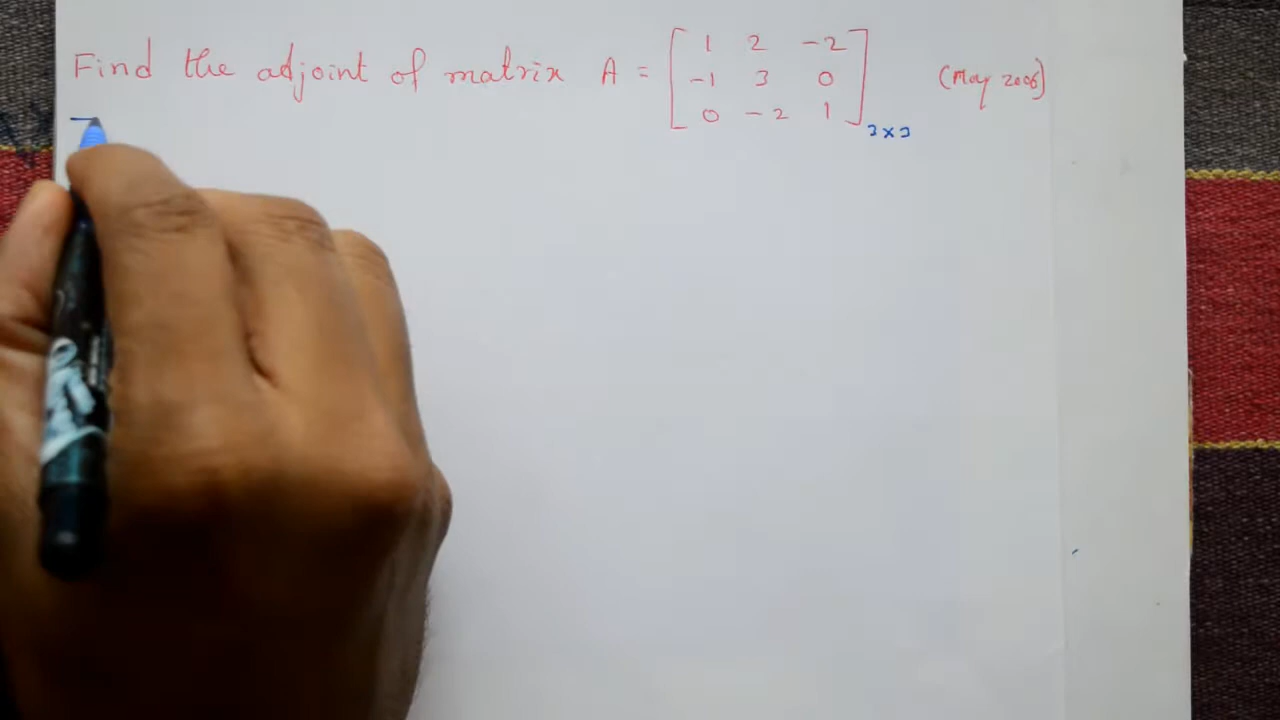 Find the adjoint of matrix A = [ 1 2 -2 (May 2006)
-1 3 0
0 -2 1 ] 3×3